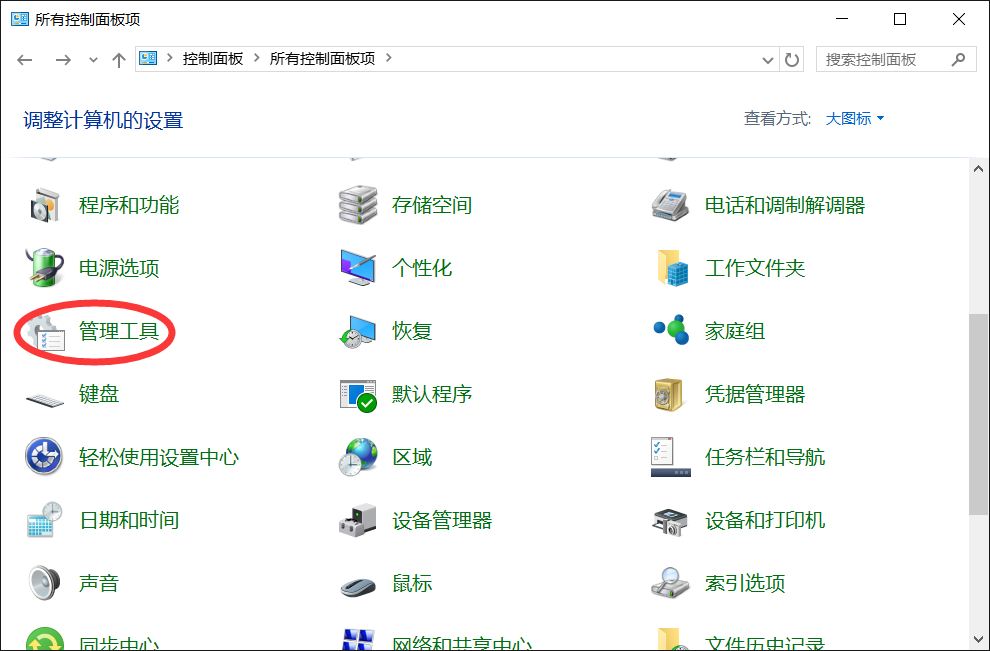 所有控制面板项
控制面板 所有控制面板项
搜索控制面板
调整计算机的设置
查看方式: 大图标
程序和功能 存储空间 电话和调制解调器
电源选项 个性化 工作文件夹
管理工具 恢复 家庭组
键盘 默认程序 凭据管理器
轻松使用设置中心 区域 任务栏和导航
日期和时间 设备管理器 设备和打印机
声音 鼠标 索引选项
同步中心 网络和共享中心 文件历史记录